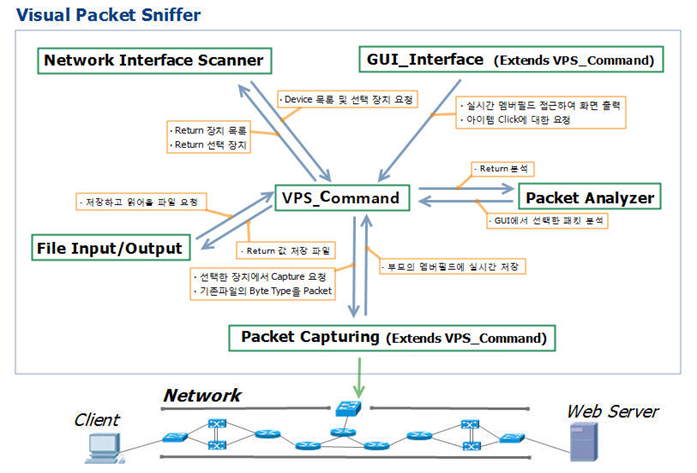 Visual Packet Sniffer
Network Interface Scanner
GUI_Interface (Extends VPS_Command)
· Device 목록 및 선택 장치 요청
· 실시간 멤버필드 접근하여 화면 출력
· 아이템 Click에 대한 요청
· Return 장치 목록
· Return 선택 장치
· Return 분석
VPS_Command
Packet Analyzer
· 저장하고 읽어올 파일 요청
· GUI에서 선택한 패킷 분석
File Input/Output
· Return 값 저장 파일
· 선택한 장치에서 Capture 요청
· 기존파일의 Byte Type을 Packet
· 부모의 멤버필드에 실시간 저장
Packet Capturing (Extends VPS_Command)
Network
Client
Web Server